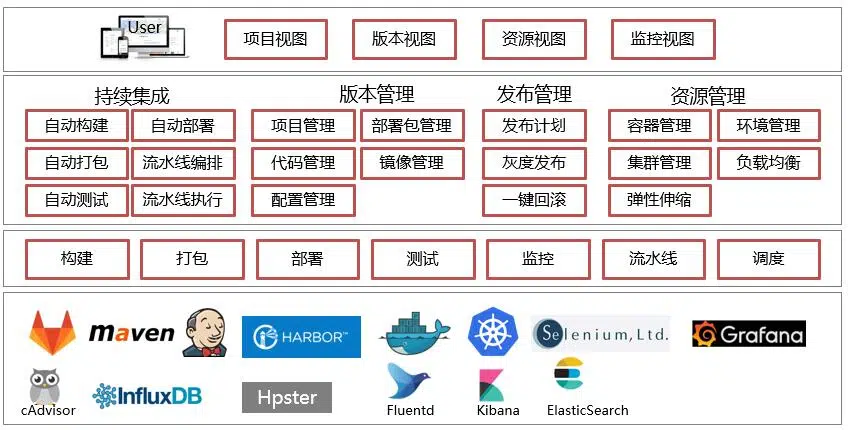 User
项目视图
版本视图
资源视图
监控视图
持续集成
版本管理
发布管理
资源管理
自动构建
自动部署
项目管理
部署包管理
发布计划
容器管理
环境管理
自动打包
流水线编排
代码管理
镜像管理
灰度发布
集群管理
负载均衡
自动测试
流水线执行
配置管理
一键回滚
弹性伸缩
构建
打包
部署
测试
监控
流水线
调度
maven
HARBOR™
Selenium, Ltd.
Grafana
cAdvisor
InfluxDB
Hpster
Fluentd
Kibana
ElasticSearch